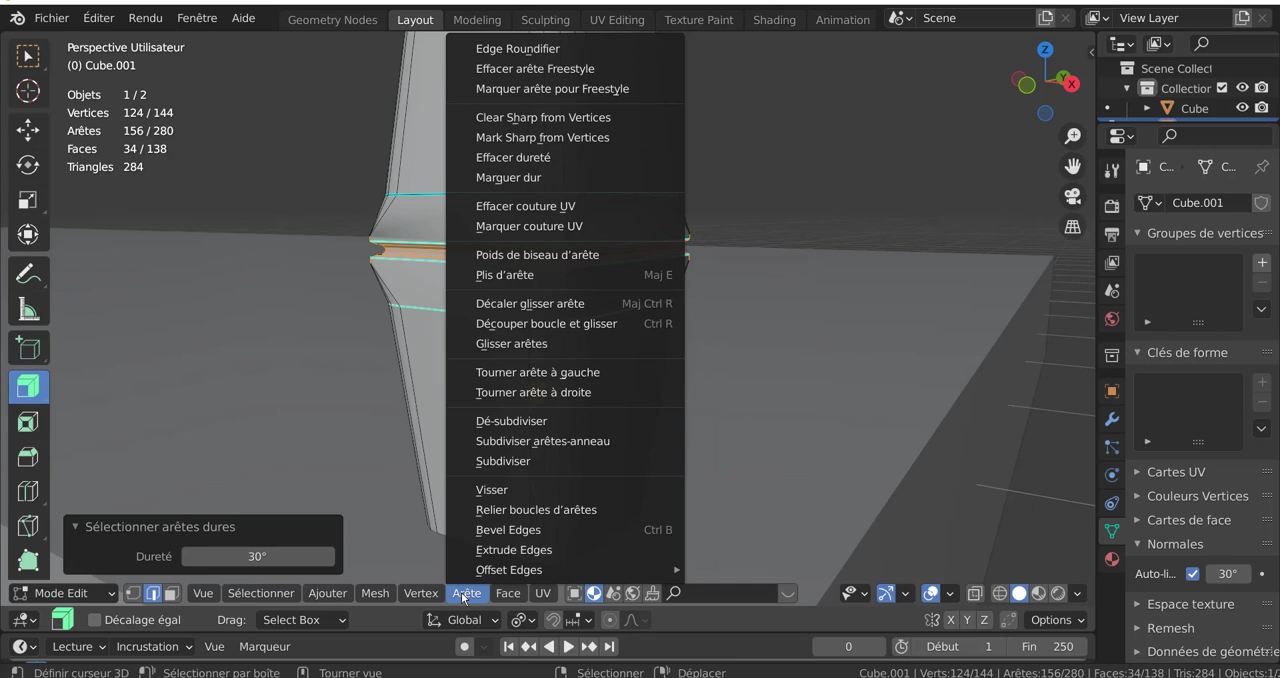 Fichier Éditer Rendu Fenêtre Aide Geometry Nodes Layout Modeling Sculpting UV Editing Texture Paint Shading Animation Scene View Layer
Perspective Utilisateur
(0) Cube.001
Objets 1 / 2
Vertices 124 / 144
Arêtes 156 / 280
Faces 34 / 138
Triangles 284
Edge Roundifier
Effacer arête Freestyle
Marquer arête pour Freestyle
Clear Sharp from Vertices
Mark Sharp from Vertices
Effacer dureté
Marquer dur
Effacer couture UV
Marquer couture UV
Poids de biseau d’arête
Plis d’arête Maj E
Décaler glisser arête Maj Ctrl R
Découper boucle et glisser Ctrl R
Glisser arêtes
Tourner arête à gauche
Tourner arête à droite
Dé-subdiviser
Subdiviser arêtes-anneau
Subdiviser
Visser
Relier boucles d’arêtes
Bevel Edges Ctrl B
Extrude Edges
Offset Edges
Z
X
Y
Scene Collect
Collection
Cube
C... C...
Cube.001
Groupes de vertices
Clés de forme
Cartes UV
Couleurs Vertices
Cartes de face
Normales
Auto-li... 30°
Espace texture
Remesh
Données de géométrie
Sélectionner arêtes dures
Dureté 30°
Mode Edit Vue Sélectionner Ajouter Mesh Vertex Arête Face UV
Décalage égal Drag: Select Box Global X Y Z Options
Lecture Incrustation Vue Marqueur 0 Début 1 Fin 250
Définir curseur 3D Sélectionner par boîte Tourner vue Sélectionner Déplacer Cube.001 | Verts:124/144 | Arêtes:156/280 | Faces:34/138 | Tris:284 | Objects:1/